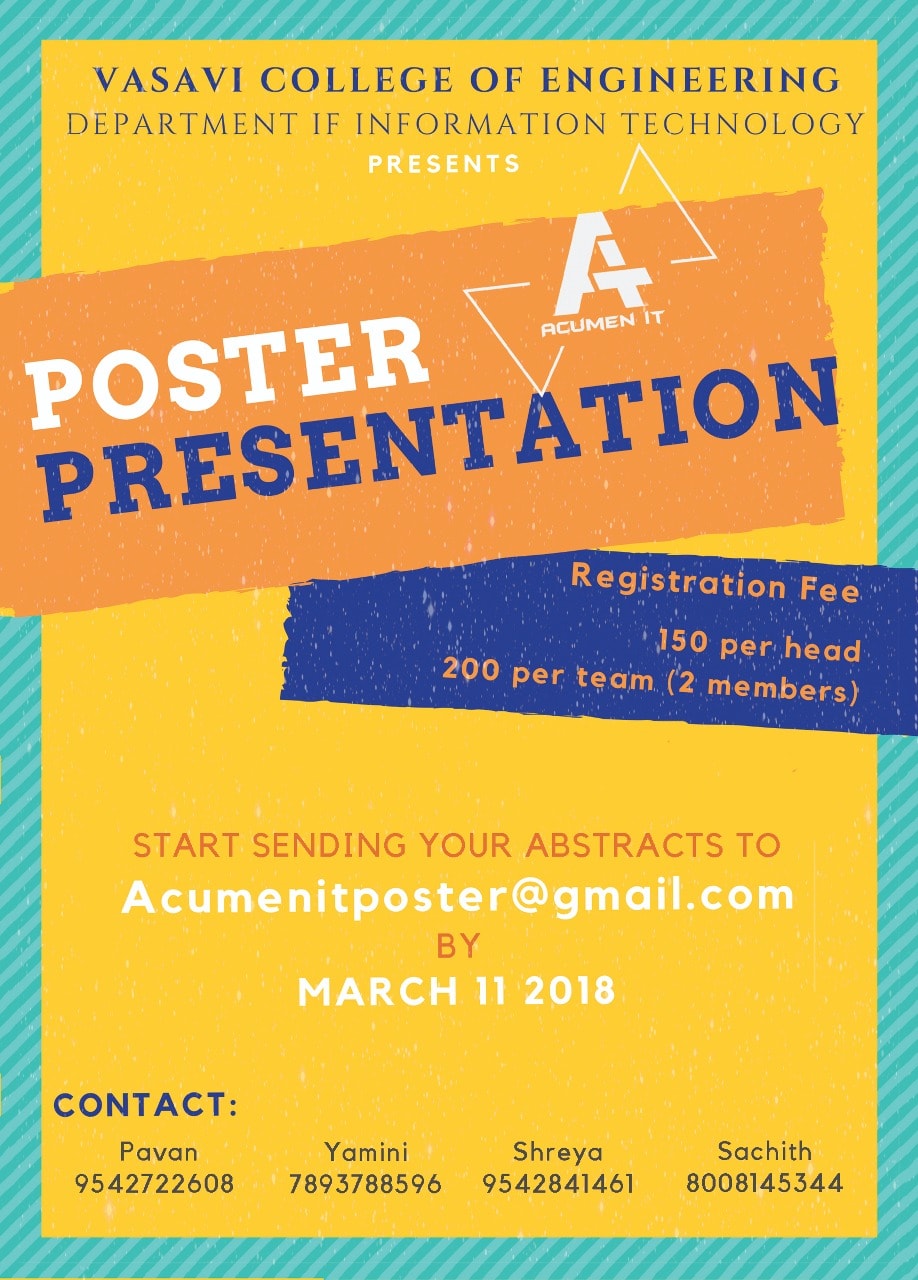 VASAVI COLLEGE OF ENGINEERING
DEPARTMENT IF INFORMATION TECHNOLOGY
PRESENTS
AiT
ACUMEN IT
POSTER
PRESENTATION
Registration Fee
150 per head
200 per team (2 members)
START SENDING YOUR ABSTRACTS TO
Acumenitposter@gmail.com
BY
MARCH 11 2018
CONTACT:
Pavan Yamini Shreya Sachith
9542722608 7893788596 9542841461 8008145344